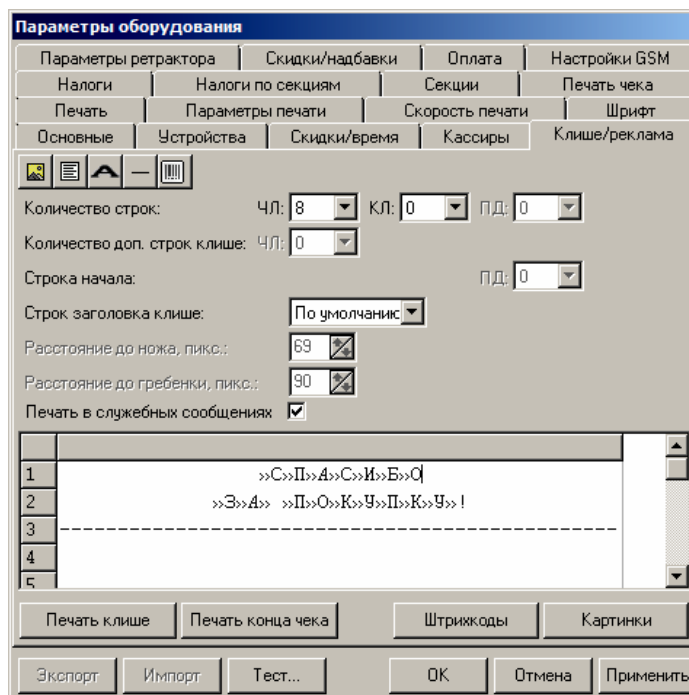 Параметры оборудования
Параметры ретрактора Скидки/надбавки Оплата Настройки GSM
Налоги Налоги по секциям Секции Печать чека
Печать Параметры печати Скорость печати Шрифт
Основные Устройства Скидки/время Кассиры Клише/реклама
Количество строк: ЧЛ: 8 КЛ: 0 ПД: 0
Количество доп. строк клише: ЧЛ: 0
Строка начала: ПД: 0
Строк заголовка клише: По умолчанию
Расстояние до ножа, пикс.: 69
Расстояние до гребенки, пикс.: 90
Печать в служебных сообщениях
1 »С»П»А»С»И»Б»О
2 »З»А» »П»О»К»У»П»К»У»!
3 ------------------------------------------------
4
5
Печать клише Печать конца чека Штрихкоды Картинки
Экспорт Импорт Тест... ОК Отмена Применить